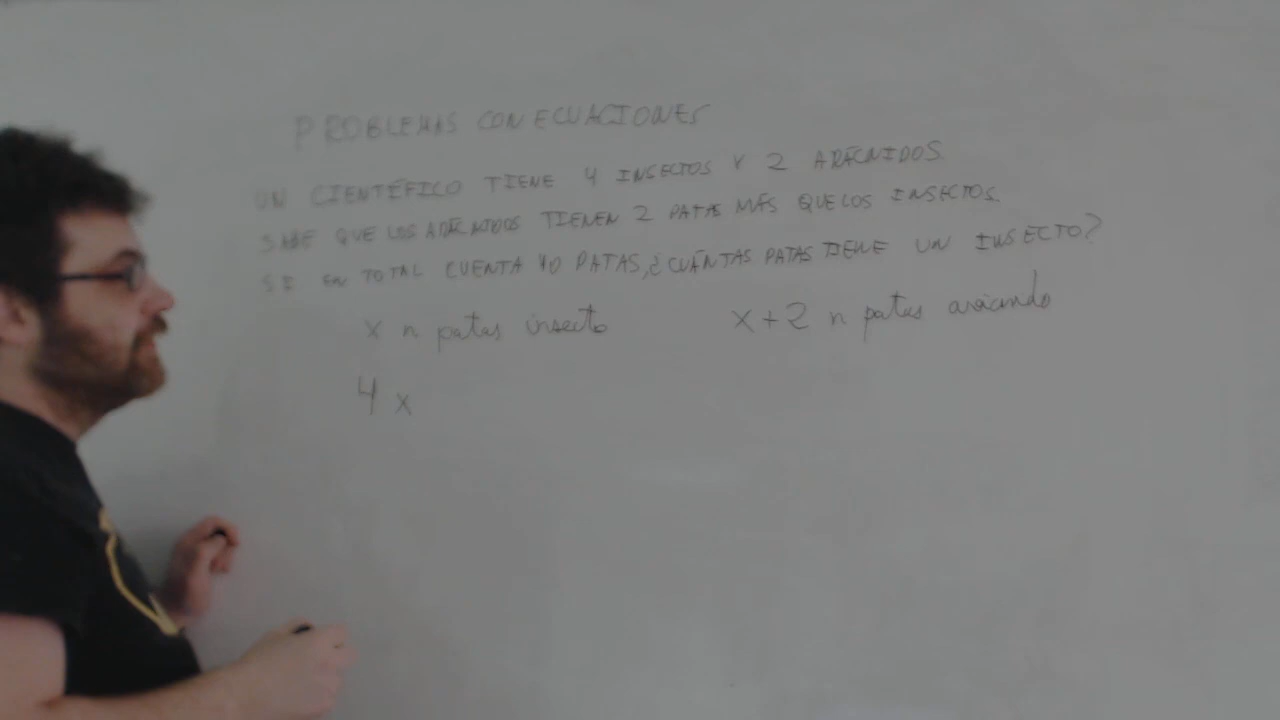 PROBLEMAS CON ECUACIONES
UN CIENTÍFICO TIENE 4 INSECTOS Y 2 ARÁCNIDOS.
SABE QUE LOS ARÁCNIDOS TIENEN 2 PATAS MÁS QUE LOS INSECTOS.
SI EN TOTAL CUENTA 40 PATAS, ¿CUÁNTAS PATAS TIENE UN INSECTO?
x n patas insecto x+2 n patas arácnido
4 x